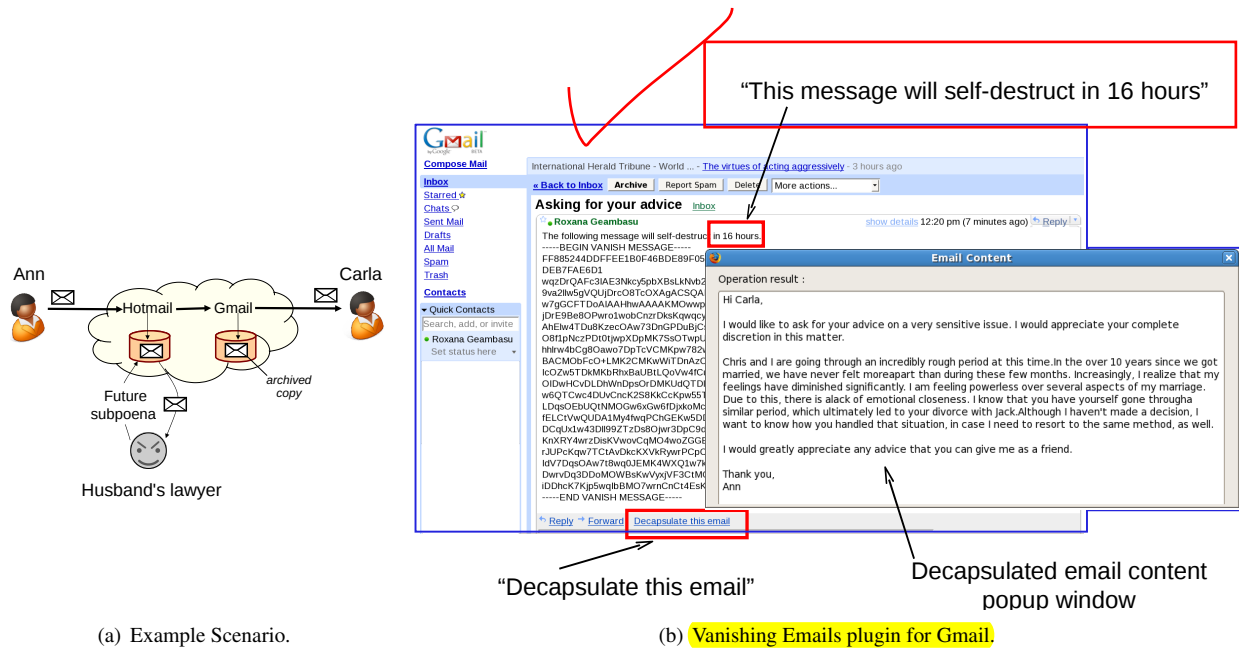 “This message will self-destruct in 16 hours”
Gmail
by Google BETA
Compose Mail
Inbox
Starred
Chats
Sent Mail
Drafts
All Mail
Spam
Trash
Contacts
Quick Contacts
Search, add, or invite
Roxana Geambasu
Set status here
International Herald Tribune - World ... - The virtues of acting aggressively - 3 hours ago
« Back to Inbox Archive Report Spam Delete More actions...
Asking for your advice Inbox
Roxana Geambasu show details 12:20 pm (7 minutes ago) Reply
The following message will self-destruct in 16 hours.
-----BEGIN VANISH MESSAGE-----
FF885244DDFFEE1B0F46BDE89F05
DEB7FAE6D1
-----END VANISH MESSAGE-----
Reply Forward Decapsulate this email
Email Content
Operation result :
Hi Carla,
I would like to ask for your advice on a very sensitive issue. I would appreciate your complete
discretion in this matter.
Chris and I are going through an incredibly rough period at this time.In the over 10 years since we got
married, we have never felt moreapart than during these few months. Increasingly, I realize that my
feelings have diminished significantly. I am feeling powerless over several aspects of my marriage.
Due to this, there is alack of emotional closeness. I know that you have yourself gone througha
similar period, which ultimately led to your divorce with Jack.Although I haven't made a decision, I
want to know how you handled that situation, in case I need to resort to the same method, as well.
I would greatly appreciate any advice that you can give me as a friend.
Thank you,
Ann
Ann
Carla
Hotmail
Gmail
archived
copy
Future
subpoena
Husband's lawyer
“Decapsulate this email”
Decapsulated email content
popup window
(a) Example Scenario.
(b) Vanishing Emails plugin for Gmail.